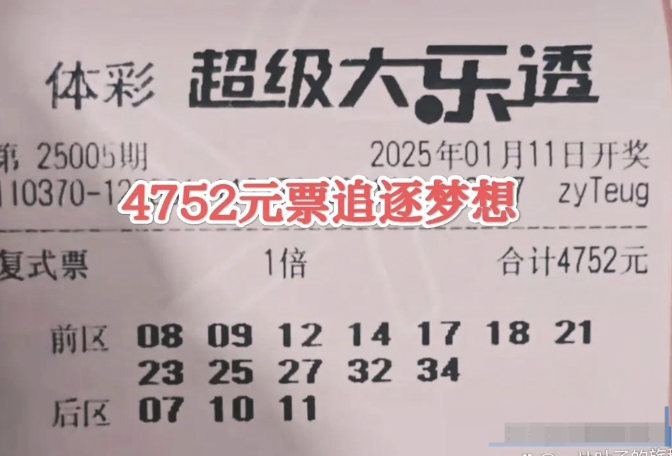 体彩 超级大乐透
第 25005期 2025年01月11日开奖
110370-12 7 zyTeug
4752元票追逐梦想
复式票 1倍 合计4752元
前区 08 09 12 14 17 18 21
23 25 27 32 34
后区 07 10 11